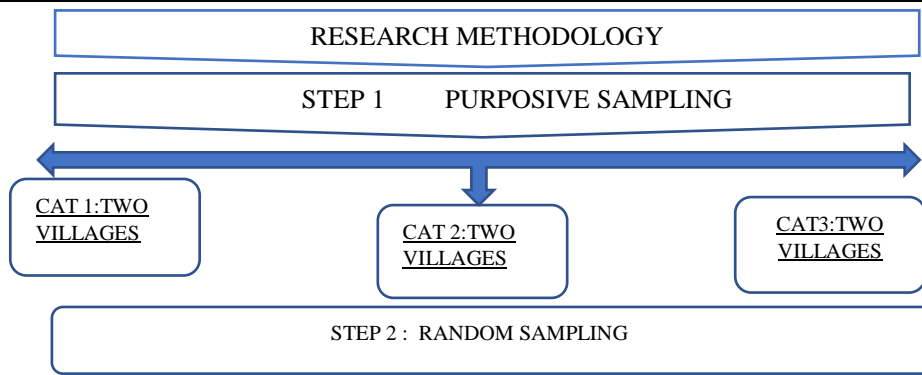 RESEARCH METHODOLOGY
STEP 1 PURPOSIVE SAMPLING
CAT 1:TWO
VILLAGES
CAT 2:TWO
VILLAGES
CAT3:TWO
VILLAGES
STEP 2 : RANDOM SAMPLING